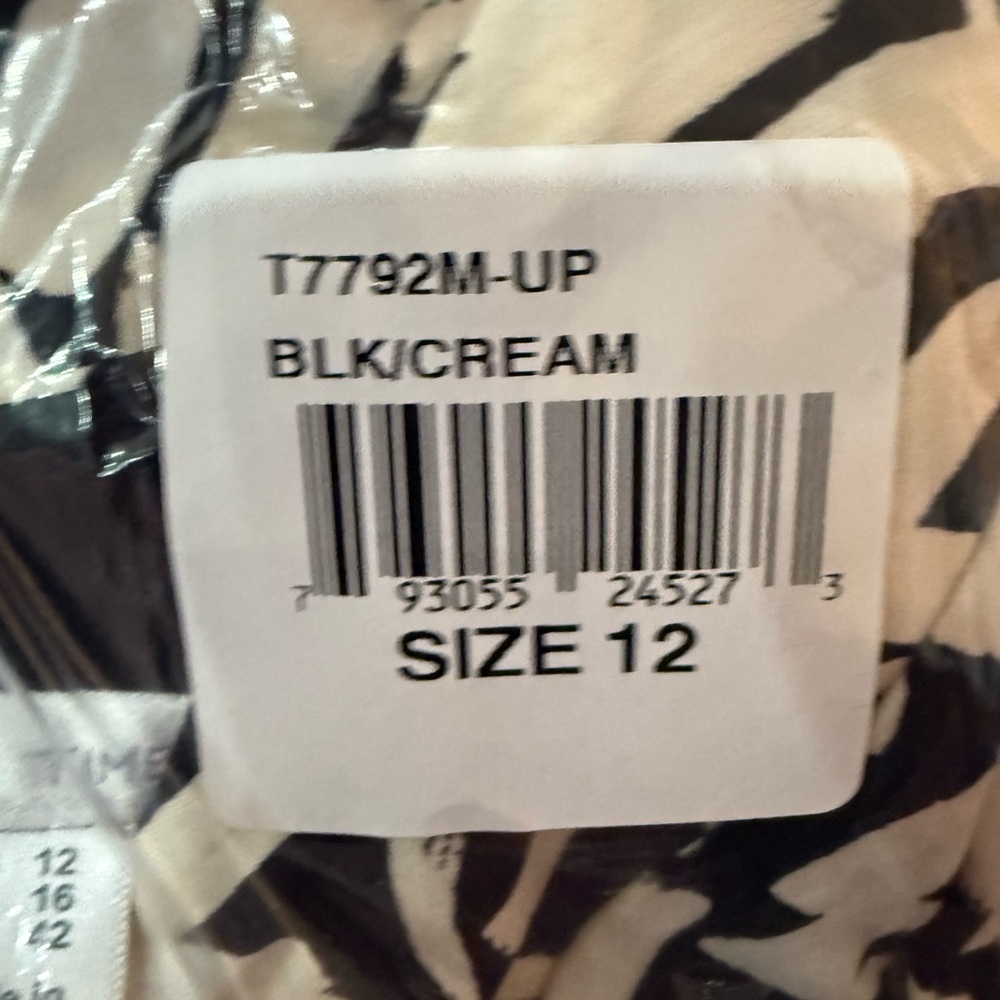 T7792M-UP
BLK/CREAM
7 93055 24527 3
SIZE 12
12
16
42